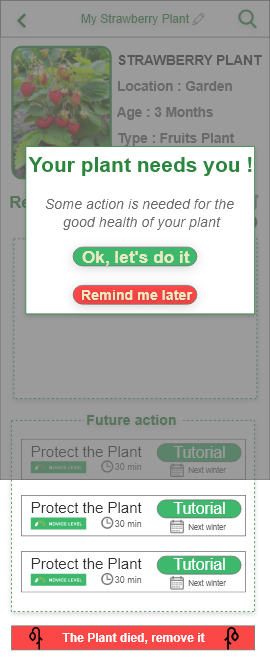 My Strawberry Plant
STRAWBERRY PLANT
Location : Garden
Age : 3 Months
Type : Fruits Plant
Your plant needs you !
Some action is needed for the
good health of your plant
Ok, let's do it
Remind me later
Future action
Protect the Plant
Tutorial
NOVICE LEVEL
30 min
Next winter
Protect the Plant
Tutorial
NOVICE LEVEL
30 min
Next winter
Protect the Plant
Tutorial
NOVICE LEVEL
30 min
Next winter
The Plant died, remove it